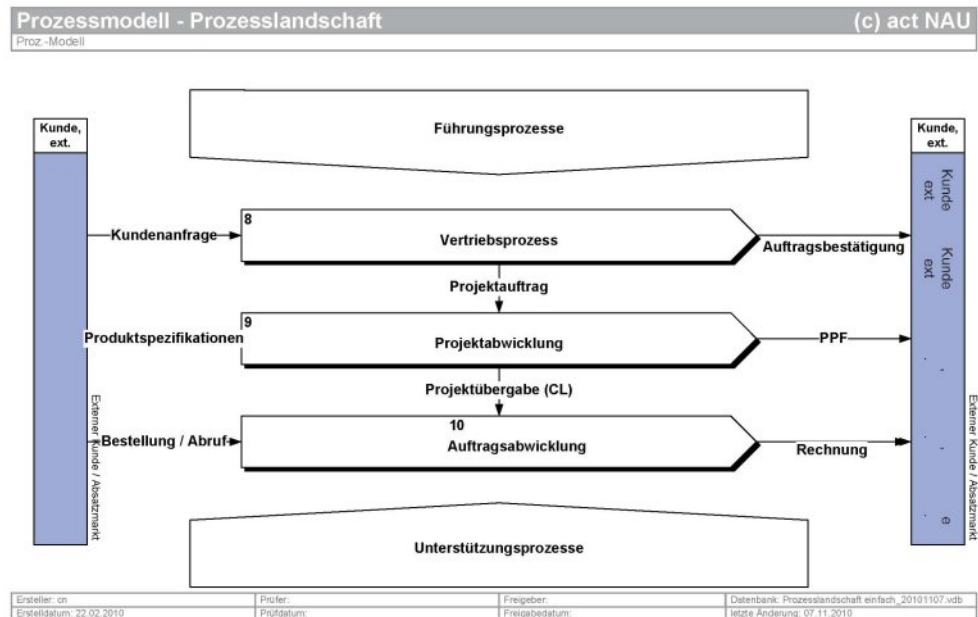 Prozessmodell - Prozesslandschaft
(c) act NAU
Proz.-Modell
Führungsprozesse
Kunde,
ext.
Kunde,
ext.
Kunde
ext
Kunde
ext
8
Kundenanfrage
Vertriebsprozess
Auftragsbestätigung
Projektauftrag
9
Produktspezifikationen
Projektabwicklung
PPF
Projektübergabe (CL)
10
Bestellung / Abruf
Auftragsabwicklung
Rechnung
Externer Kunde / Absatzmarkt
Externer Kunde / Absatzmarkt
e
Unterstützungsprozesse
Ersteller: cn
Prüfer:
Freigeber:
Datenbank: Prozesslandschaft einfach_20101107.vdb
Erstelldatum: 22.02.2010
Prüfdatum:
Freigabedatum:
letzte Änderung: 07.11.2010